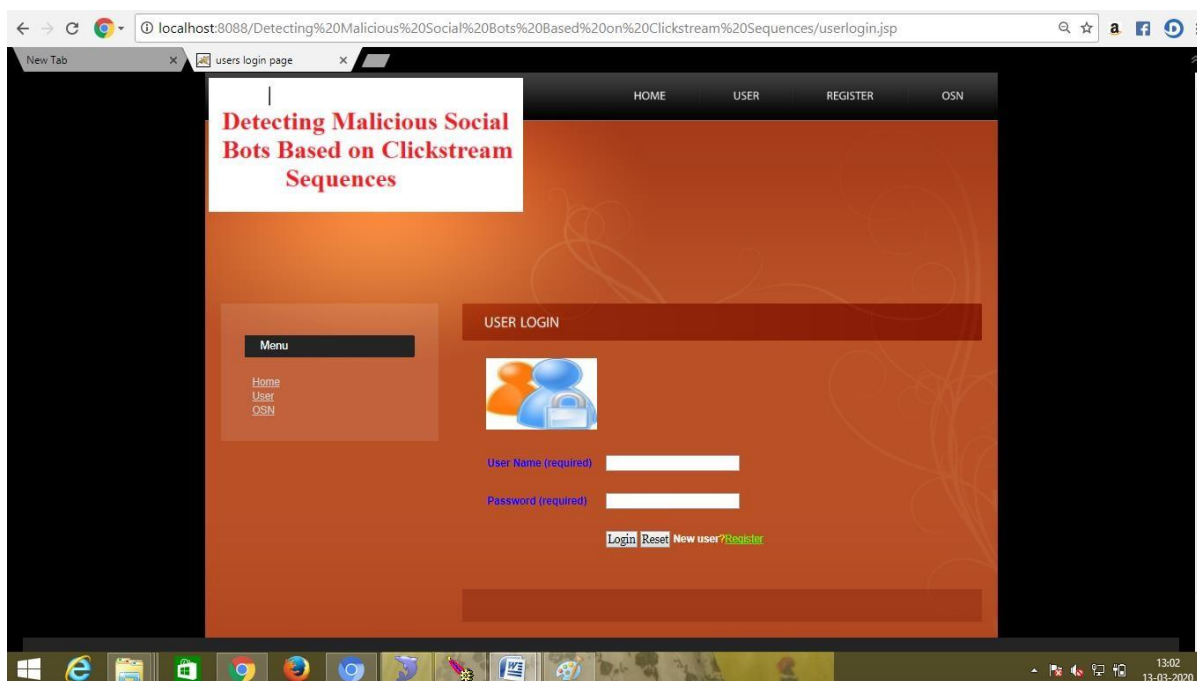 localhost:8088/Detecting%20Malicious%20Social%20Bots%20Based%20on%20Clickstream%20Sequences/userlogin.jsp
New Tab
users login page
HOME USER REGISTER OSN
Detecting Malicious Social
Bots Based on Clickstream
Sequences
Menu
Home
User
OSN
USER LOGIN
User Name (required)
Password (required)
Login Reset New user?Register
13:02
13-03-2020